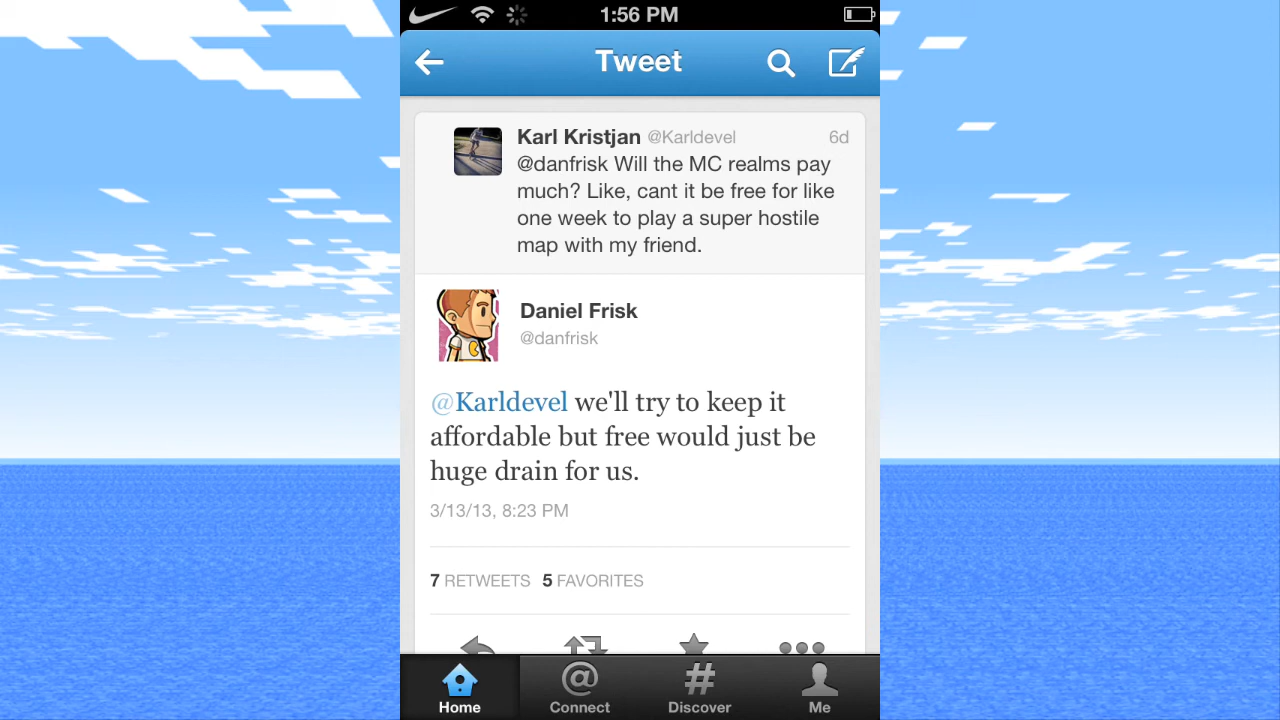 1:56 PM
Tweet
Karl Kristjan @Karldevel 6d
@danfrisk Will the MC realms pay
much? Like, cant it be free for like
one week to play a super hostile
map with my friend.
Daniel Frisk
@danfrisk
@Karldevel we'll try to keep it
affordable but free would just be
huge drain for us.
3/13/13, 8:23 PM
7 RETWEETS 5 FAVORITES
Home Connect Discover Me